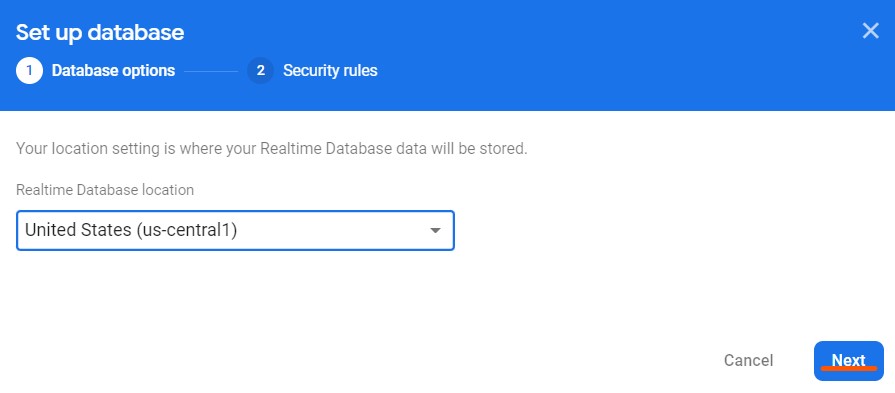 Set up database
1 Database options 2 Security rules
Your location setting is where your Realtime Database data will be stored.
Realtime Database location
United States (us-central1)
Cancel Next